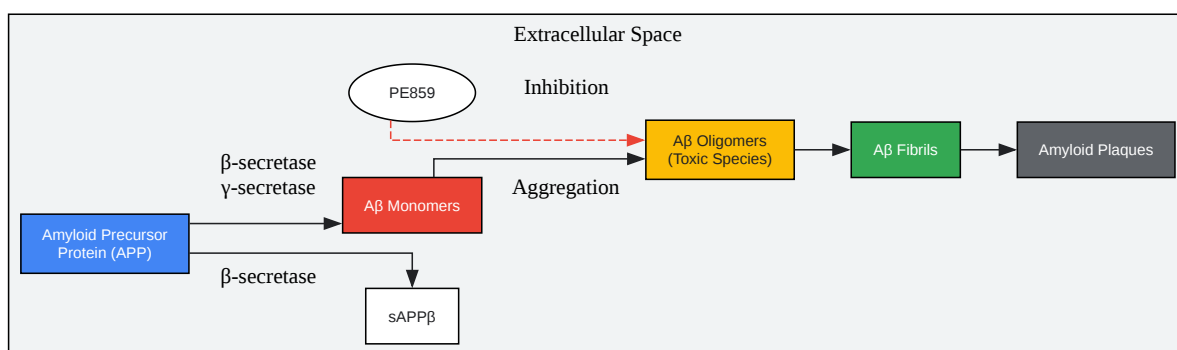 Extracellular Space
PE859
Inhibition
Aβ Oligomers
(Toxic Species)
Aβ Fibrils
Amyloid Plaques
β-secretase
γ-secretase
Aggregation
Aβ Monomers
Amyloid Precursor
Protein (APP)
β-secretase
sAPPβ